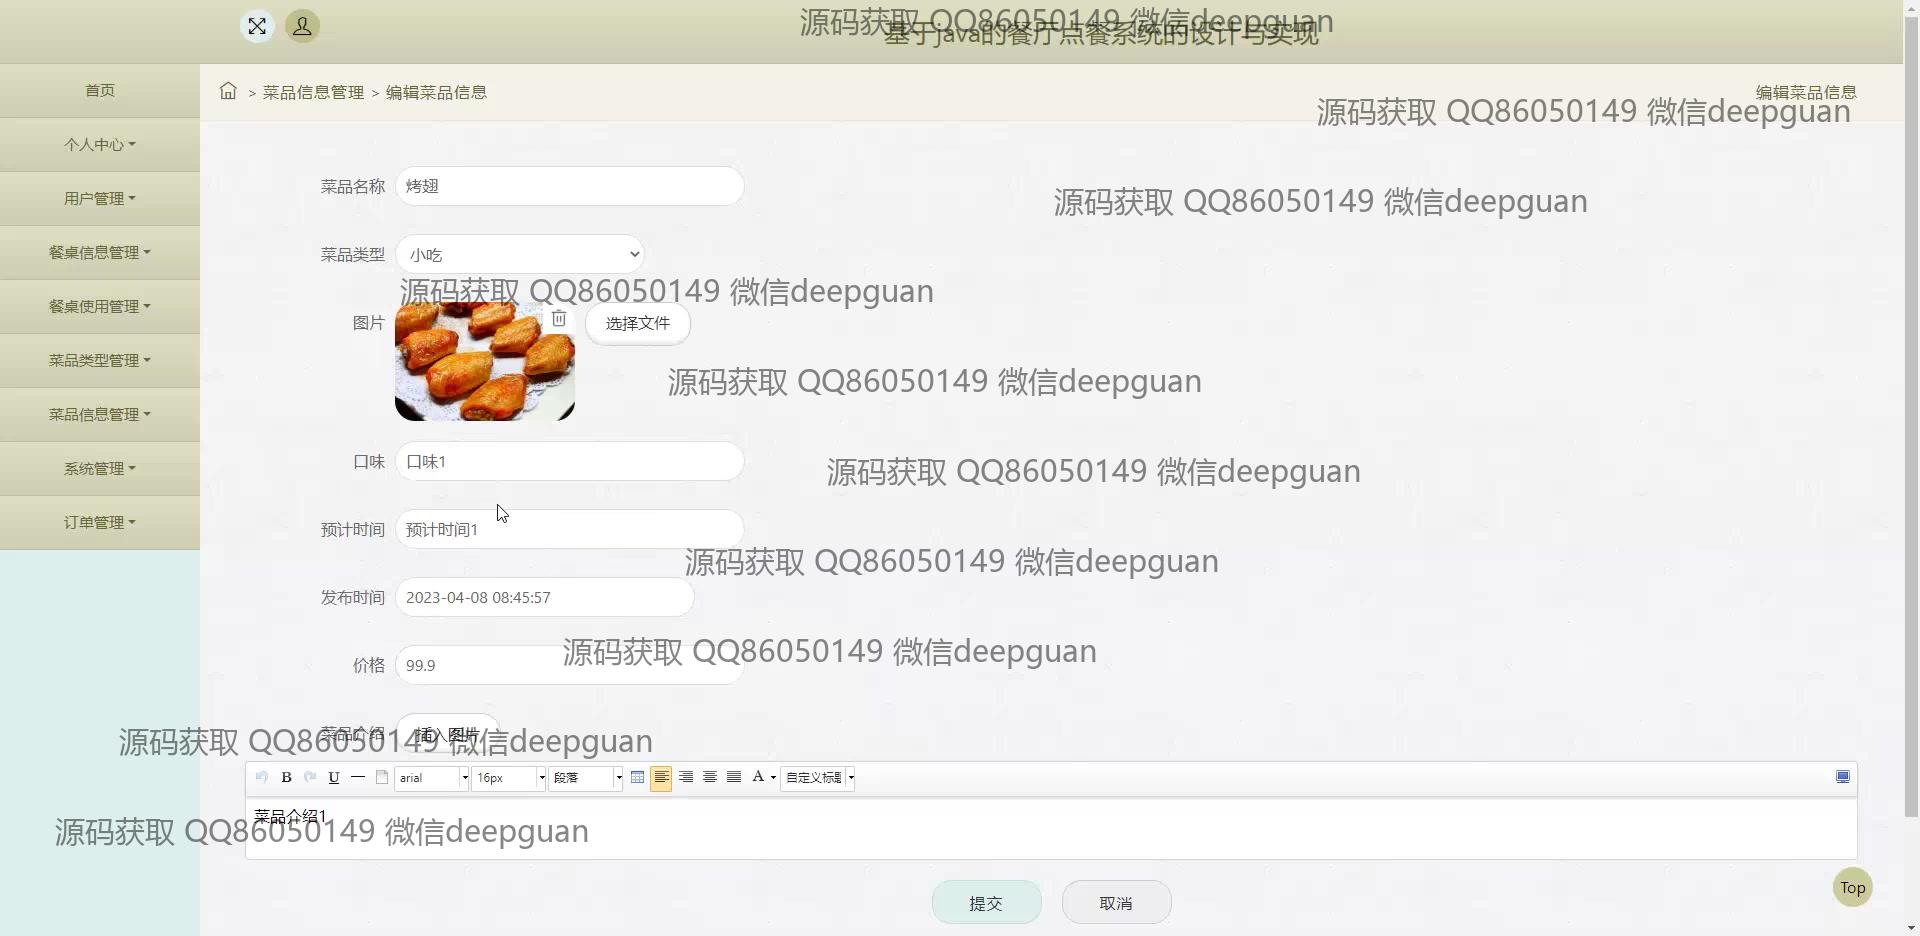 源码获取 QQ86050149 微信deepguan
基于java的餐厅点餐系统的设计与实现
首页
个人中心
用户管理
餐桌信息管理
餐桌使用管理
菜品类型管理
菜品信息管理
系统管理
订单管理
> 菜品信息管理 > 编辑菜品信息
编辑菜品信息
源码获取 QQ86050149 微信deepguan
菜品名称 烤翅
源码获取 QQ86050149 微信deepguan
菜品类型 小吃
源码获取 QQ86050149 微信deepguan
图片 选择文件
源码获取 QQ86050149 微信deepguan
口味 口味1
源码获取 QQ86050149 微信deepguan
预计时间 预计时间1
源码获取 QQ86050149 微信deepguan
发布时间 2023-04-08 08:45:57
源码获取 QQ86050149 微信deepguan
价格 99.9
菜品介绍 插入图片
源码获取 QQ86050149 微信deepguan
B U arial 16px 段落 A 自定义标题
菜品介绍1
源码获取 QQ86050149 微信deepguan
提交 取消
Top